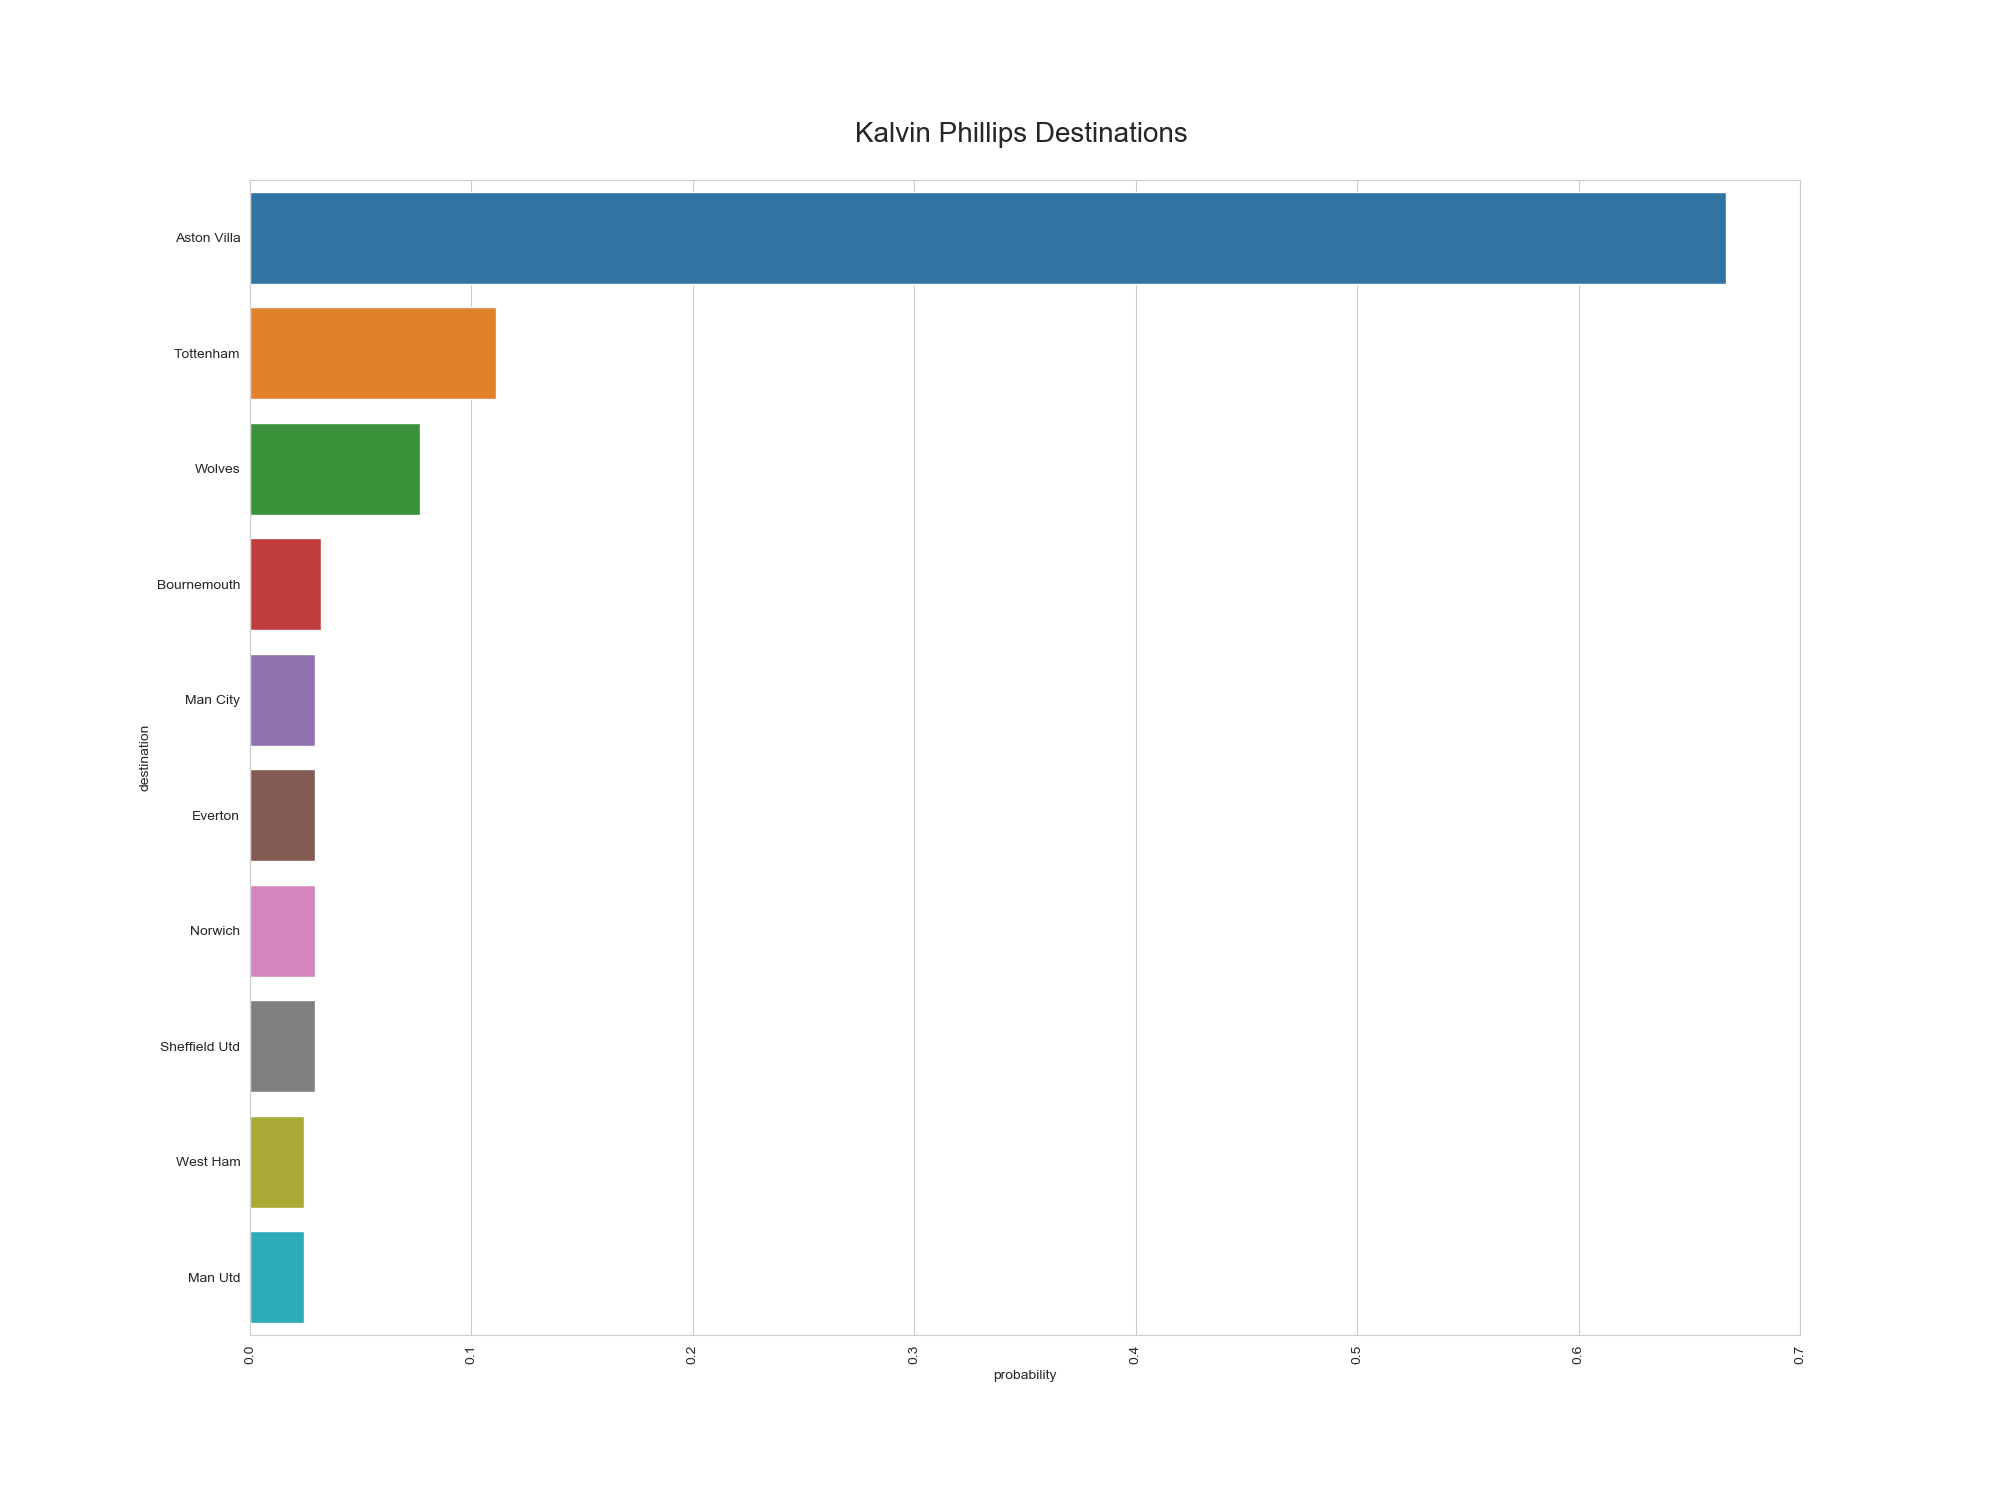 Kalvin Phillips Destinations
Aston Villa
Tottenham
Wolves
Bournemouth
Man City
destination
Everton
Norwich
Sheffield Utd
West Ham
Man Utd
0.0 0.1 0.2 0.3 0.4 0.5 0.6 0.7
probability